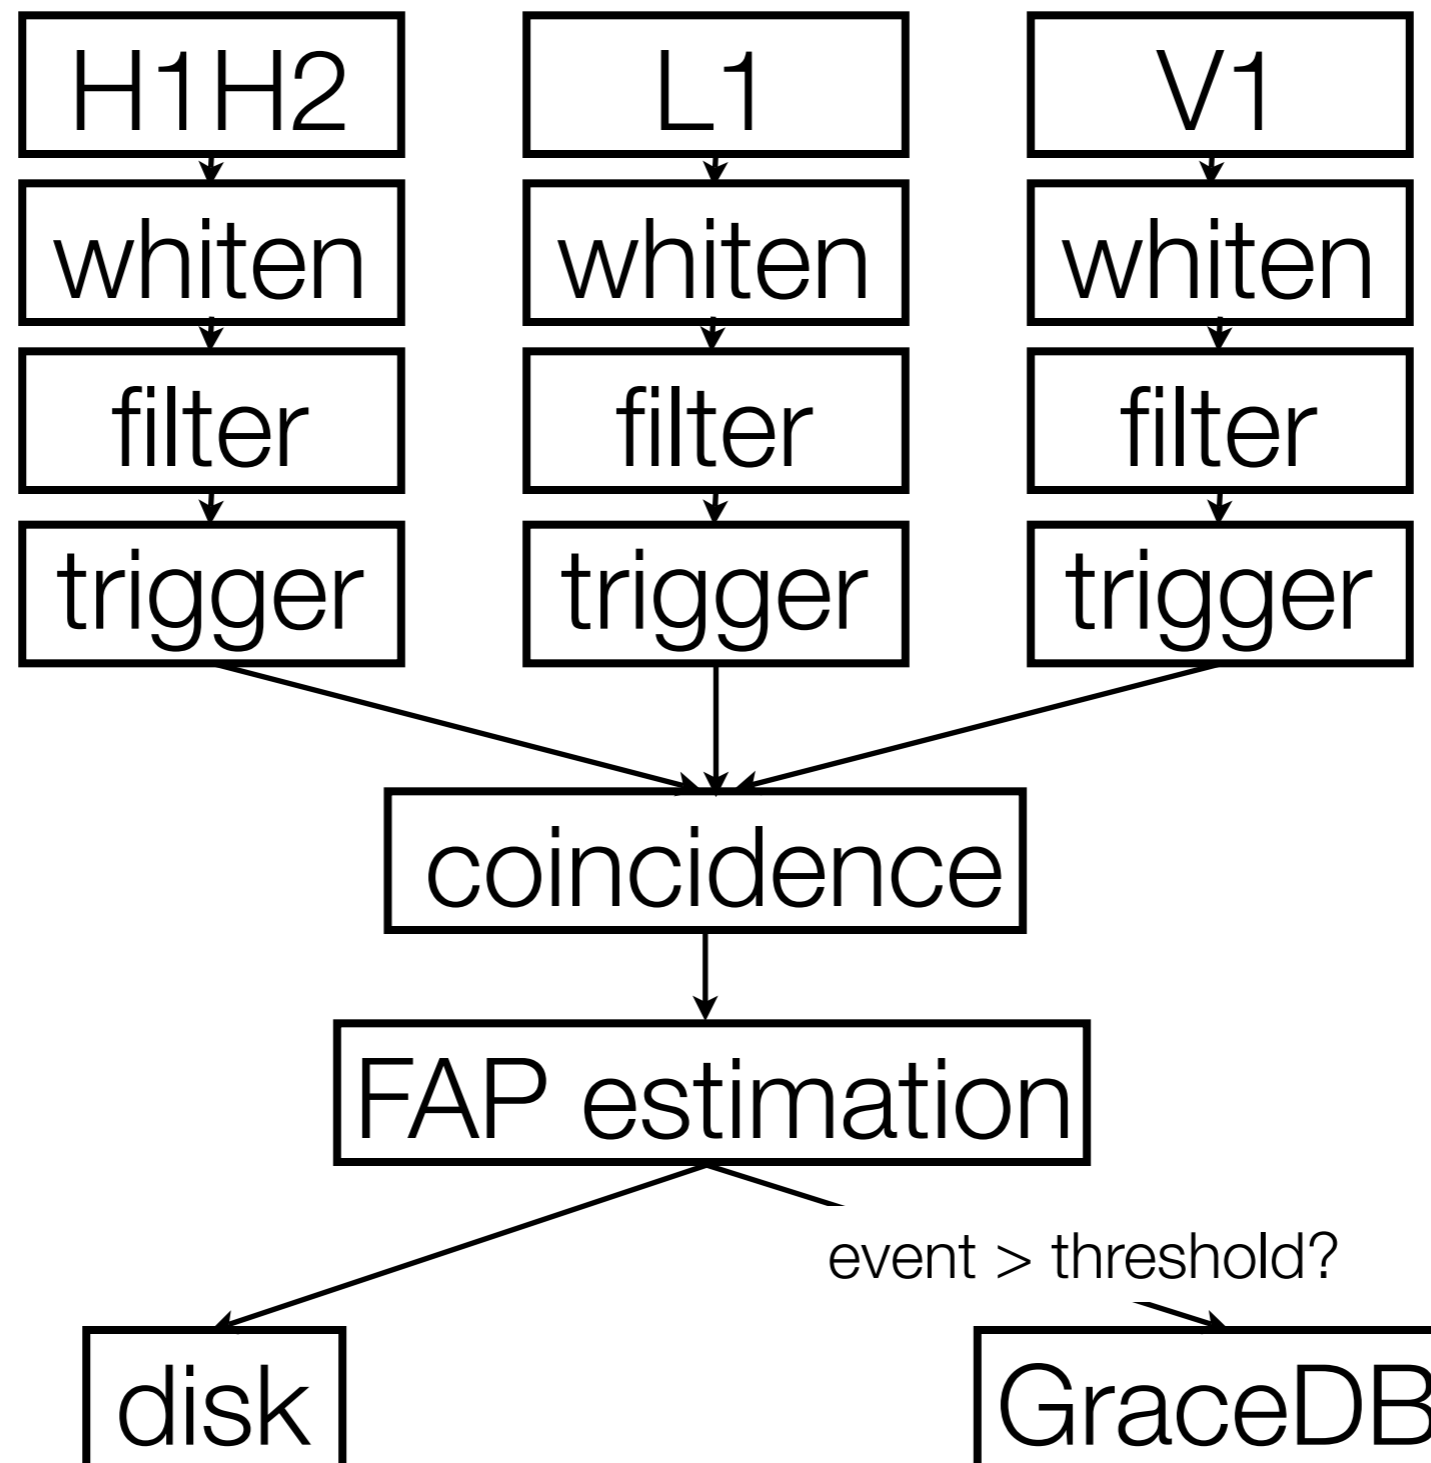 H1H2
L1
V1
whiten
whiten
whiten
filter
filter
filter
trigger
trigger
trigger
coincidence
FAP estimation
event > threshold?
disk
GraceDB